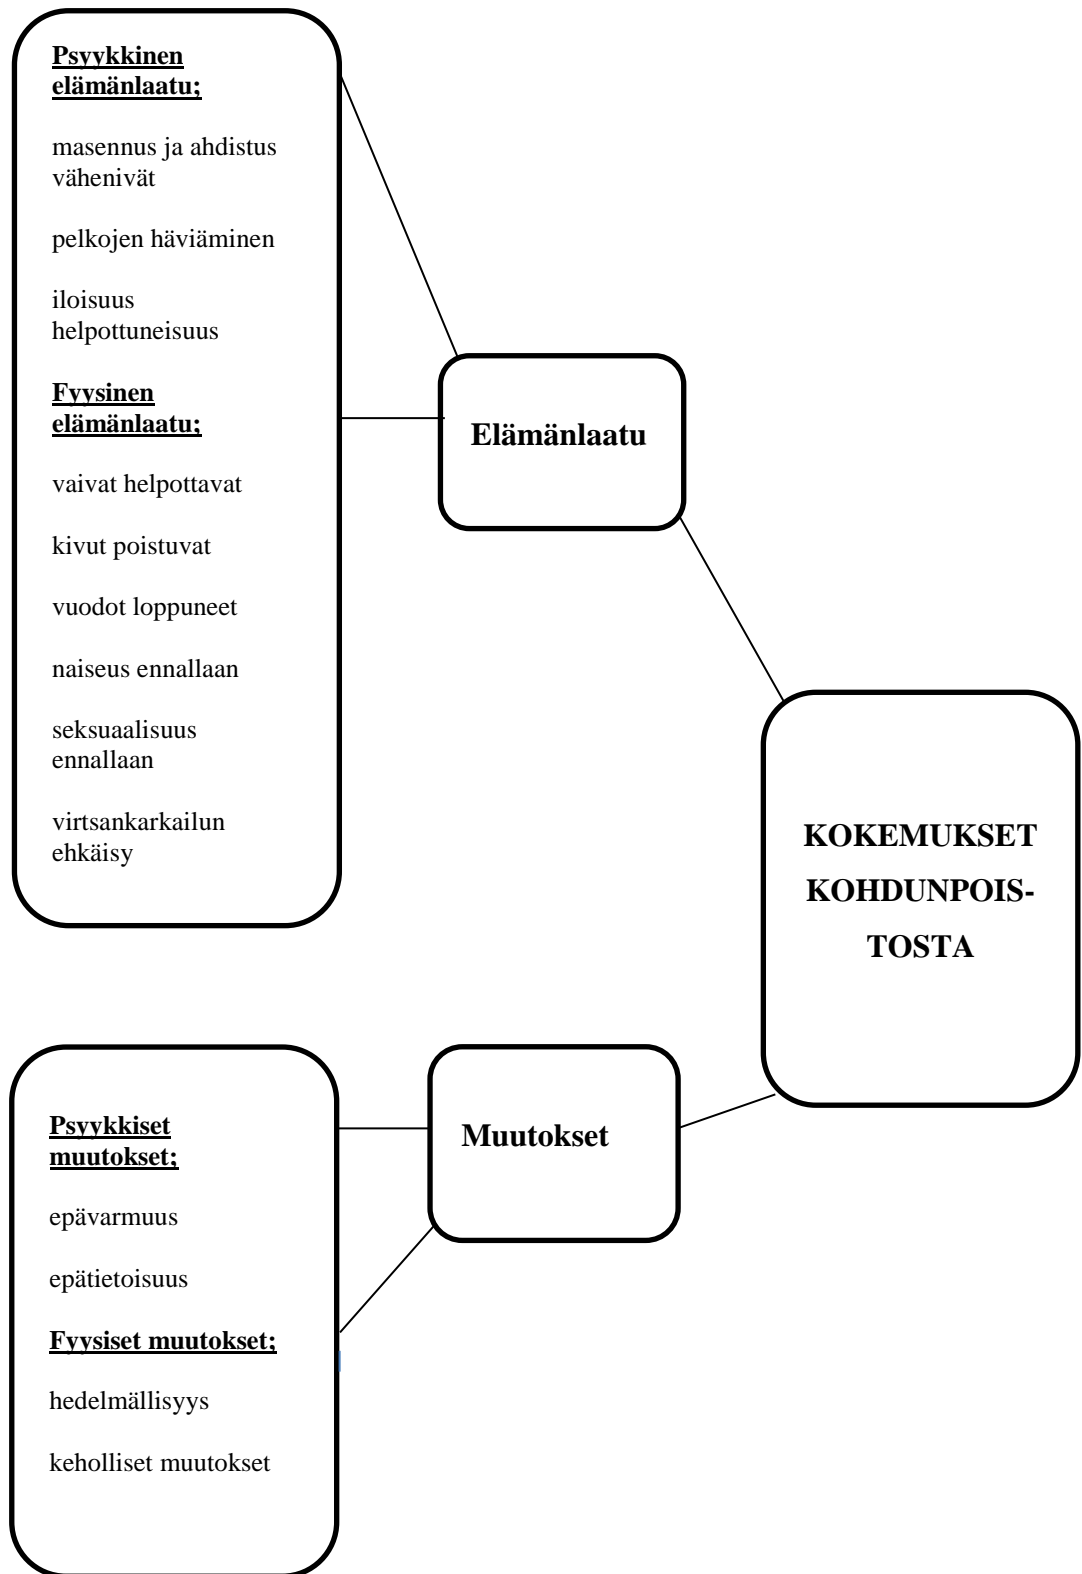 Psyykkinen
elämänlaatu;
masennus ja ahdistus
vähenivät
pelkojen häviäminen
iloisuus
helpottuneisuus
Fyysinen
elämänlaatu;
vaivat helpottavat
kivut poistuvat
vuodot loppuneet
naiseus ennallaan
seksuaalisuus
ennallaan
virtsankarkailun
ehkäisy
Elämänlaatu
KOKEMUKSET
KOHDUNPOIS-
TOSTA
Psyykkiset
muutokset;
epävarmuus
epätietoisuus
Fyysiset muutokset;
hedelmällisyys
keholliset muutokset
Muutokset